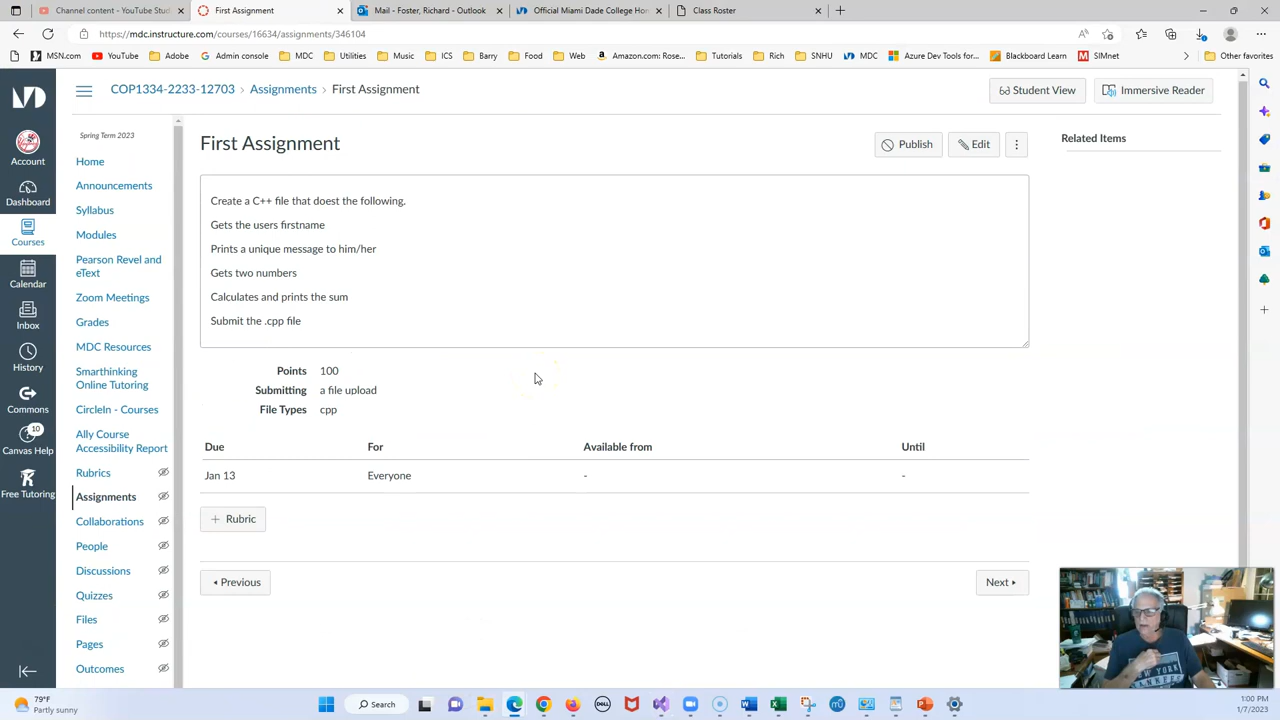 Channel content - YouTube Stud
First Assignment
Mail - Foster, Richard - Outlook
Official Miami Dade College Hom
Class Roster
https://mdc.instructure.com/courses/16634/assignments/346104
MSN.com YouTube Adobe Admin console MDC Utilities Music ICS Barry Food Web Amazon.com: Rose... Tutorials Rich SNHU MDC Azure Dev Tools for... Blackboard Learn SIMnet Other favorites
COP1334-2233-12703 › Assignments › First Assignment
Student View
Immersive Reader
Account
Dashboard
Courses
Calendar
Inbox
History
Commons
10
Canvas Help
Free Tutoring
Spring Term 2023
Home
Announcements
Syllabus
Modules
Pearson Revel and
eText
Zoom Meetings
Grades
MDC Resources
Smarthinking
Online Tutoring
CircleIn - Courses
Ally Course
Accessibility Report
Rubrics
Assignments
Collaborations
People
Discussions
Quizzes
Files
Pages
Outcomes
First Assignment
Publish
Edit
Related Items
Create a C++ file that doest the following.
Gets the users firstname
Prints a unique message to him/her
Gets two numbers
Calculates and prints the sum
Submit the .cpp file
Points 100
Submitting a file upload
File Types cpp
Due For Available from Until
Jan 13 Everyone - -
+ Rubric
Previous
Next
NEW YORK
YANKEES
79°F
Partly sunny
Search
1:00 PM
1/7/2023